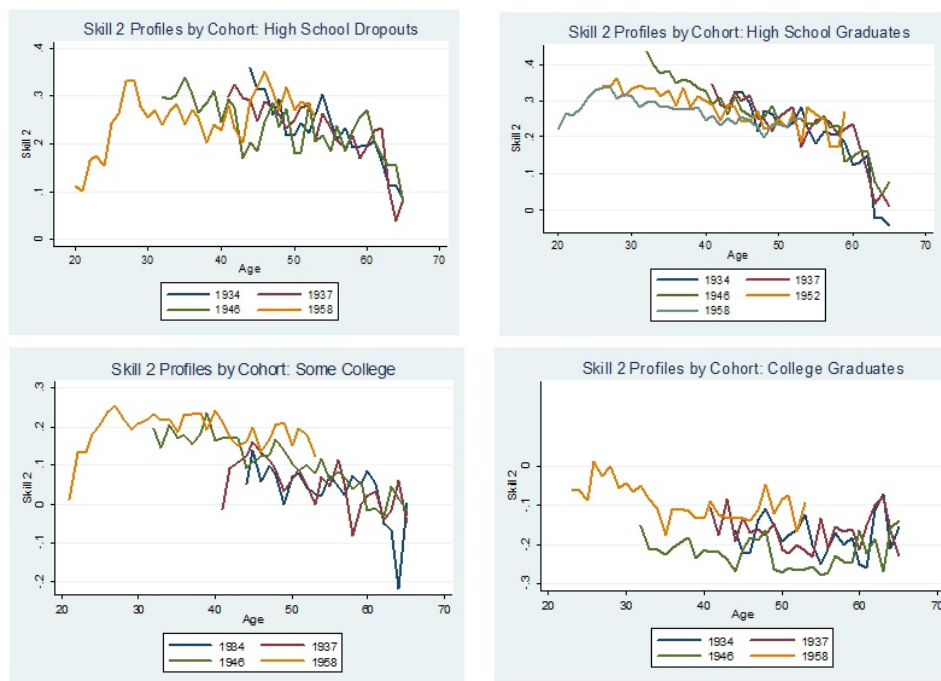 Skill 2 Profiles by Cohort: High School Dropouts
Skill 2
.4
.3
.2
.1
0
20 30 40 50 60 70
Age
1934 1937
1946 1958
Skill 2 Profiles by Cohort: High School Graduates
Skill 2
.4
.3
.2
.1
0
20 30 40 50 60 70
Age
1934 1937
1946 1952
1958
Skill 2 Profiles by Cohort: Some College
Skill 2
.3
.2
.1
0
-.1
-.2
20 30 40 50 60 70
Age
1934 1937
1946 1958
Skill 2 Profiles by Cohort: College Graduates
Skill 2
0
-.1
-.2
-.3
20 30 40 50 60 70
Age
1934 1937
1946 1958